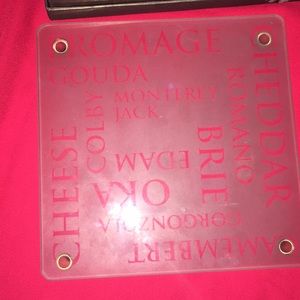 FROMAGE
GOUDA
COLBY
MONTEREY
JACK
ROMANO
CHEDDAR
EDAM
BRIE
CHEESE
OKA
GORGONZOLA
CAMEMBERT